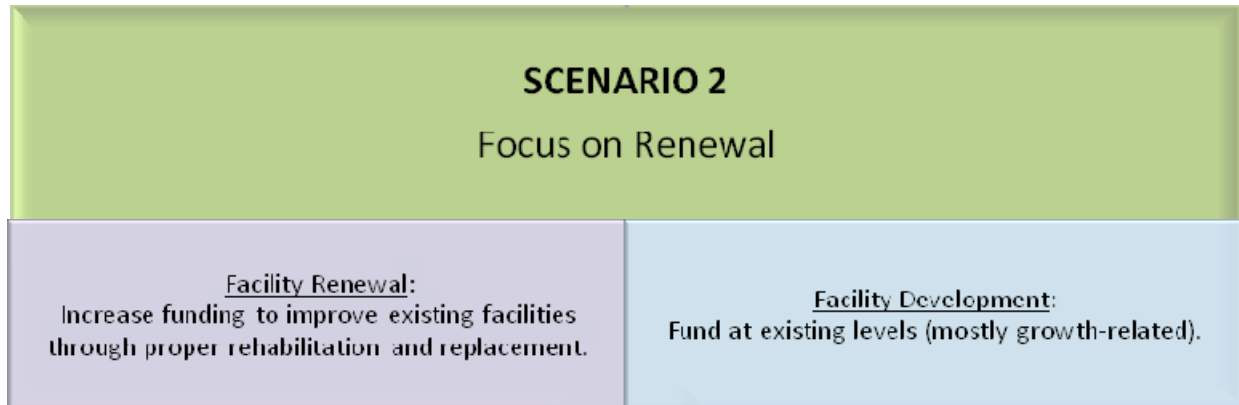 SCENARIO 2
Focus on Renewal
Facility Renewal:
Increase funding to improve existing facilities
through proper rehabilitation and replacement.
Facility Development:
Fund at existing levels (mostly growth-related).